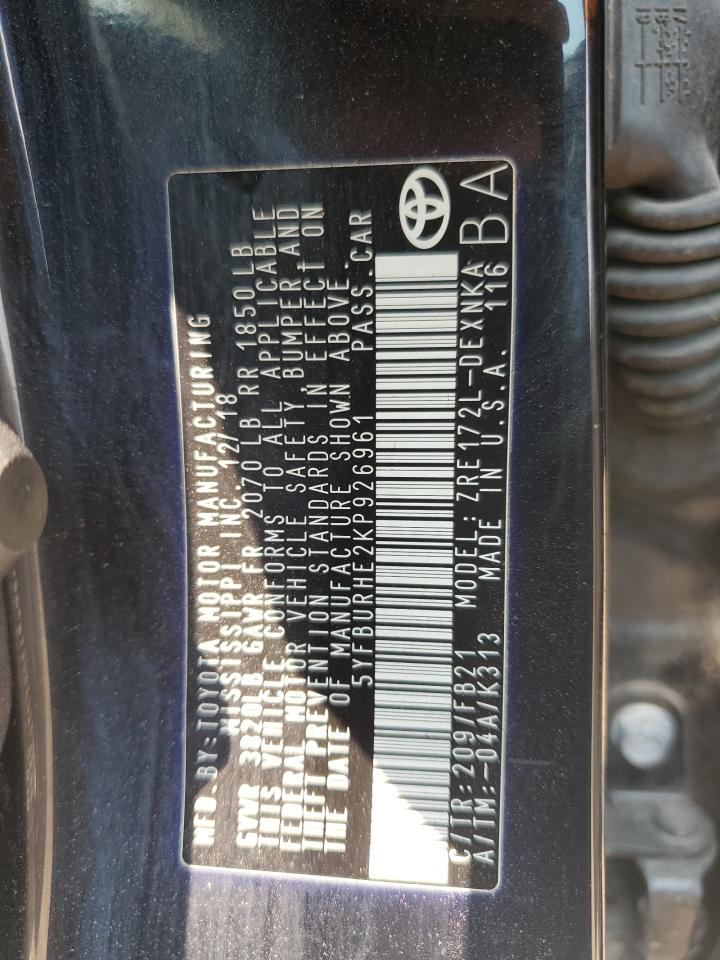 MFD. BY: TOYOTA MOTOR MANUFACTURING
MISSISSIPPI INC. 12/ 18
GVWR 3820LB GAWR FR 2070 LB RR 1850LB
THIS VEHICLE CONFORMS TO ALL APPLICABLE
FEDERAL MOTOR VEHICLE SAFETY, BUMPER AND
THEFT PREVENTION STANDARDS IN EFFECT ON
THE DATE OF MANUFACTURE SHOWN ABOVE.
5YFBURHE2KP926961 PASS.CAR
C/TR:209/FB21 MODEL: ZRE172L-DEXNKA
A/TM:-04A/K313 MADE IN U.S.A. 116
BA